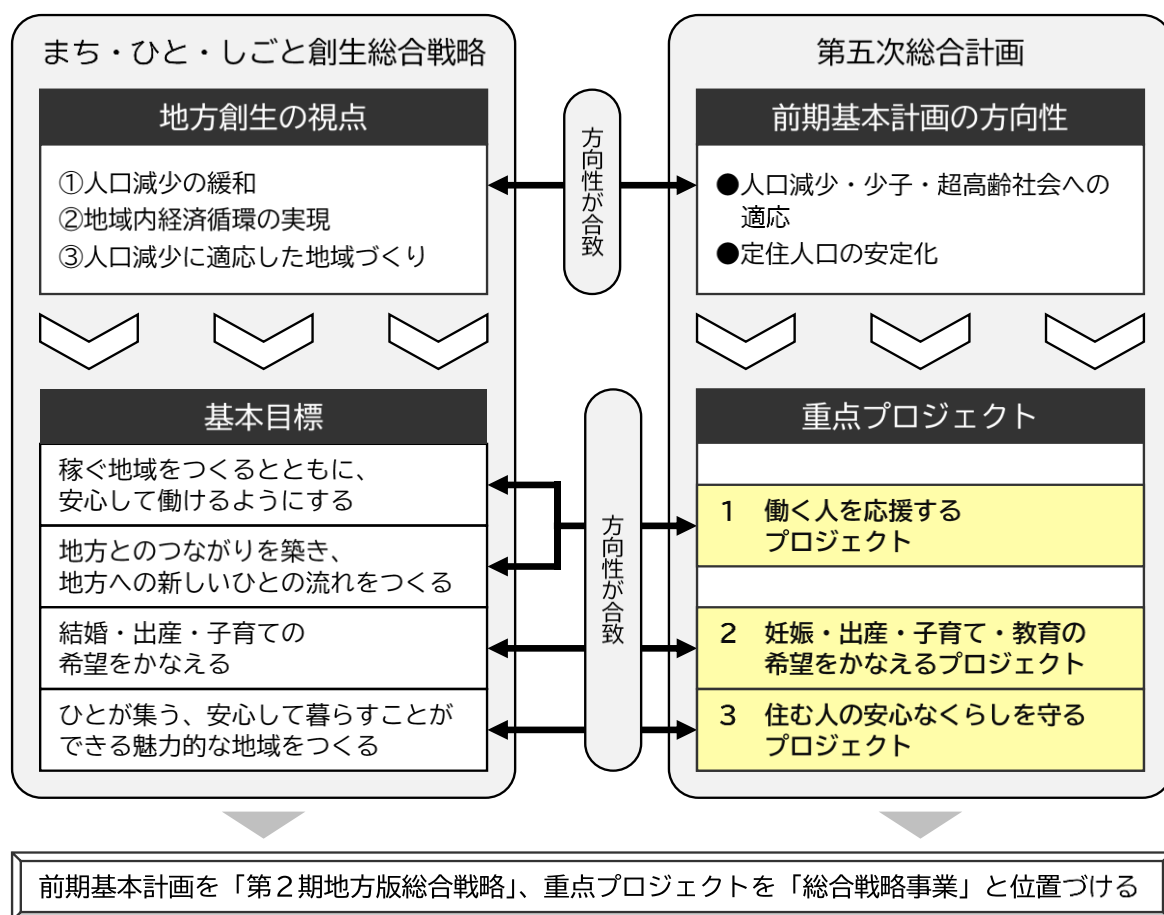 まち・ひと・しごと創生総合戦略
地方創生の視点
①人口減少の緩和
②地域内経済循環の実現
③人口減少に適応した地域づくり
方向性が合致
第五次総合計画
前期基本計画の方向性
●人口減少・少子・超高齢社会への
適応
●定住人口の安定化
基本目標
稼ぐ地域をつくるとともに、
安心して働けるようにする
地方とのつながりを築き、
地方への新しいひとの流れをつくる
結婚・出産・子育ての
希望をかなえる
ひとが集う、安心して暮らすことが
できる魅力的な地域をつくる
方向性が合致
重点プロジェクト
1 働く人を応援する
プロジェクト
2 妊娠・出産・子育て・教育の
希望をかなえるプロジェクト
3 住む人の安心なくらしを守る
プロジェクト
前期基本計画を「第2期地方版総合戦略」、重点プロジェクトを「総合戦略事業」と位置づける